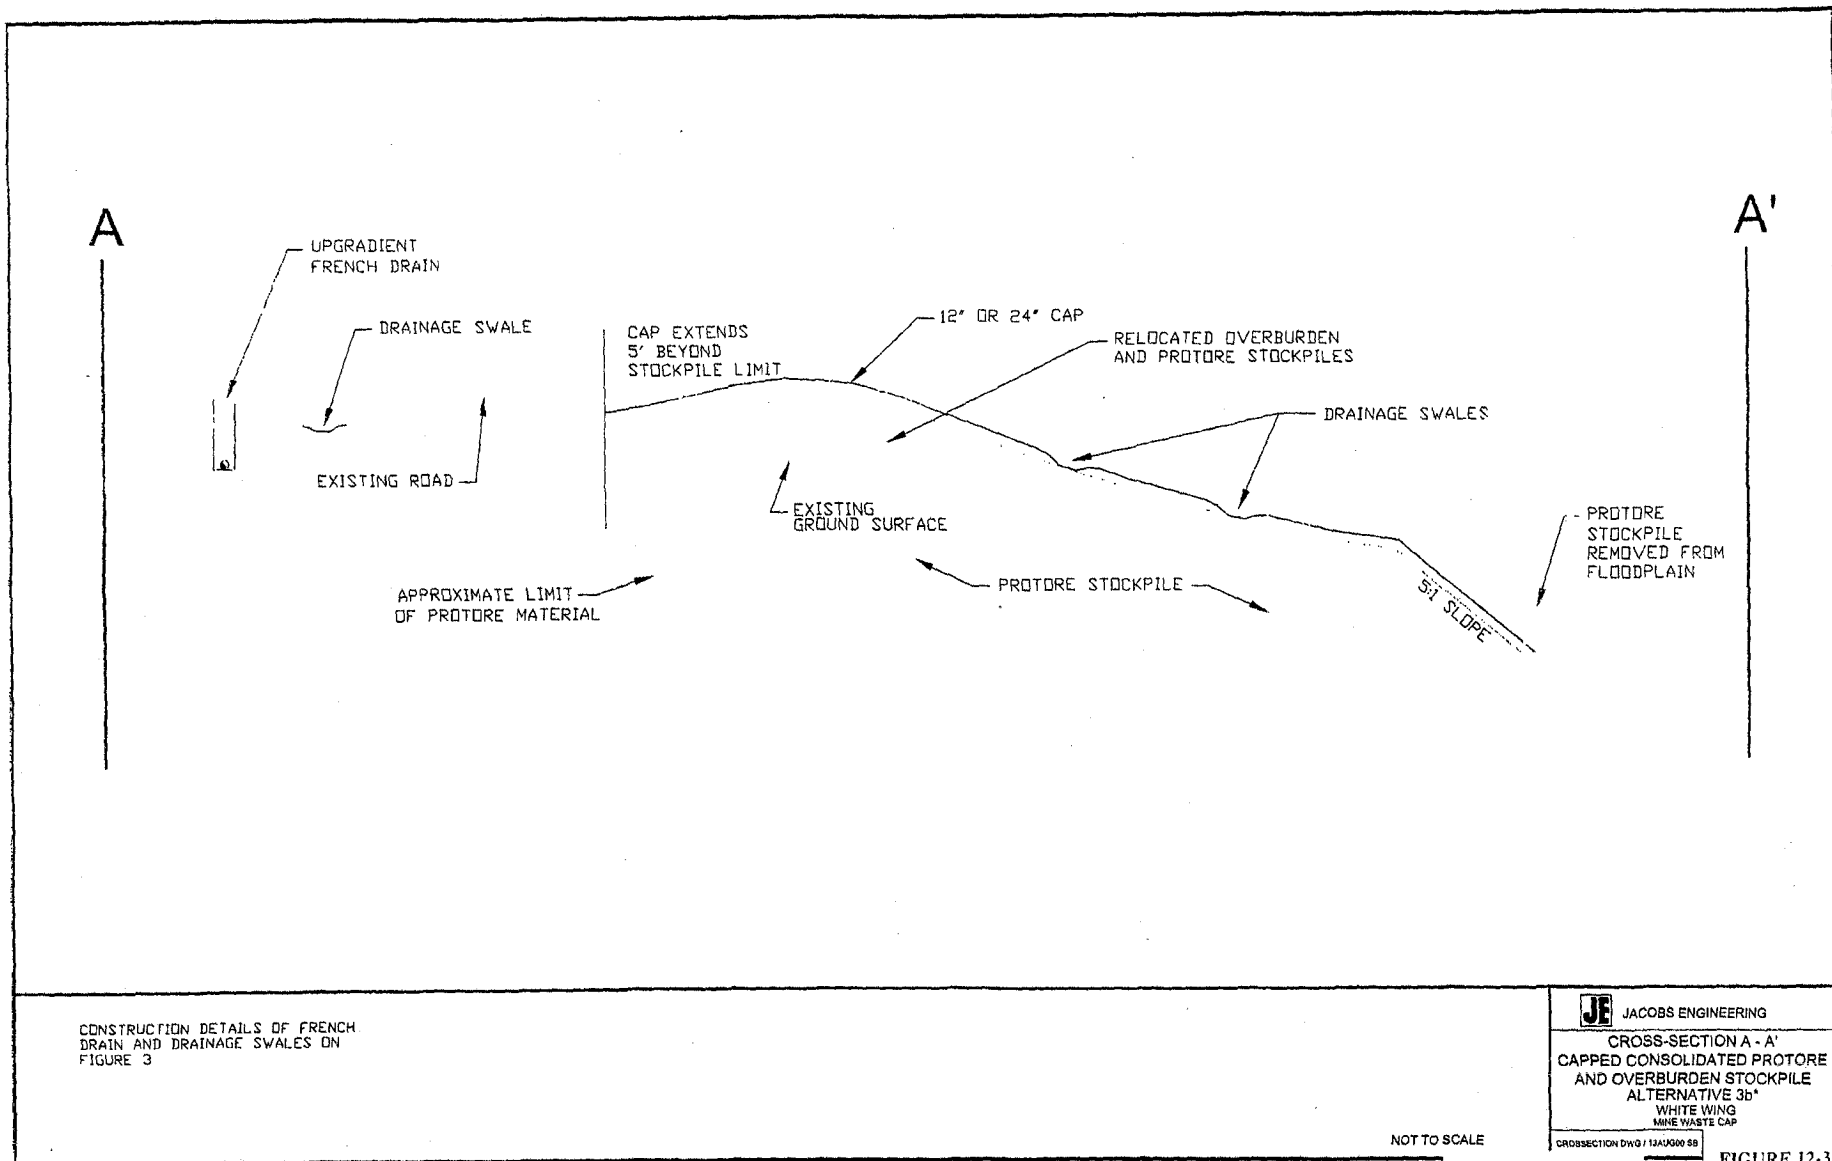 A
A'
UPGRADIENT
FRENCH DRAIN
DRAINAGE SWALE
CAP EXTENDS
5' BEYOND
STOCKPILE LIMIT
12" OR 24" CAP
RELOCATED OVERBURDEN
AND PROTORE STOCKPILES
DRAINAGE SWALES
EXISTING ROAD
EXISTING
GROUND SURFACE
PROTORE
STOCKPILE
REMOVED FROM
FLOODPLAIN
APPROXIMATE LIMIT
OF PROTORE MATERIAL
PROTORE STOCKPILE
5:1 SLOPE
CONSTRUCTION DETAILS OF FRENCH
DRAIN AND DRAINAGE SWALES ON
FIGURE 3
NOT TO SCALE
JE JACOBS ENGINEERING
CROSS-SECTION A - A'
CAPPED CONSOLIDATED PROTORE
AND OVERBURDEN STOCKPILE
ALTERNATIVE 3b*
WHITE WING
MINE WASTE CAP
CROSSECTION DWG / 13AUG00 SB
FIGURE 12-3